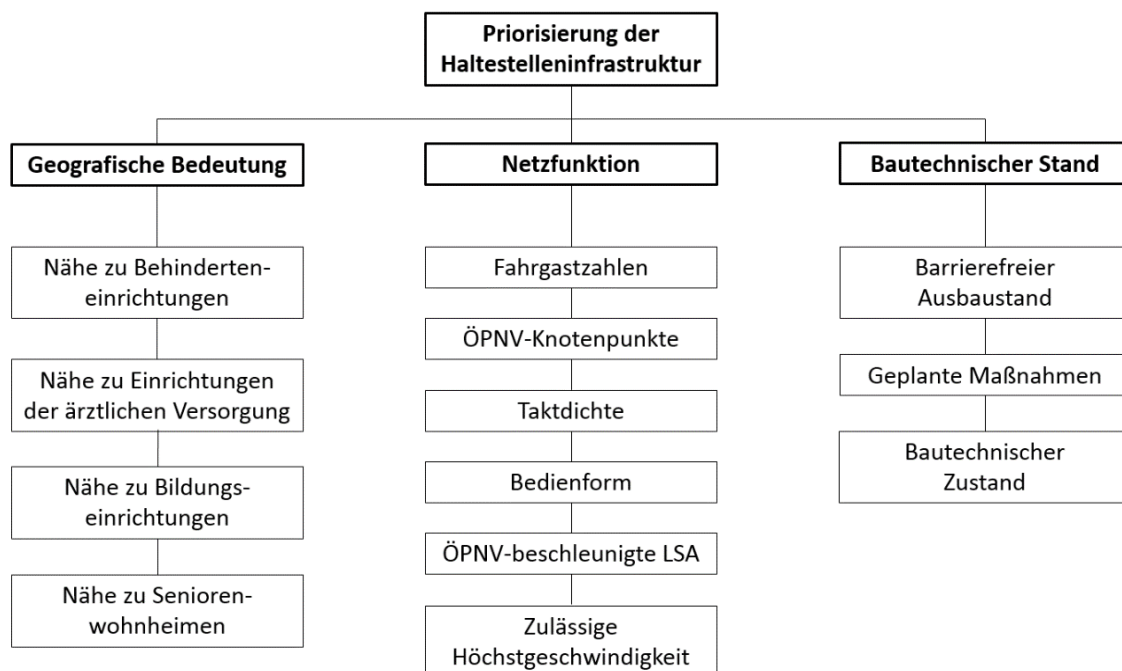 Priorisierung der
Haltestelleninfrastruktur
Geografische Bedeutung
Nähe zu Behinderten-
einrichtungen
Nähe zu Einrichtungen
der ärztlichen Versorgung
Nähe zu Bildungs-
einrichtungen
Nähe zu Senioren-
wohnheimen
Netzfunktion
Fahrgastzahlen
ÖPNV-Knotenpunkte
Taktdichte
Bedienform
ÖPNV-beschleunigte LSA
Zulässige
Höchstgeschwindigkeit
Bautechnischer Stand
Barrierefreier
Ausbaustand
Geplante Maßnahmen
Bautechnischer
Zustand